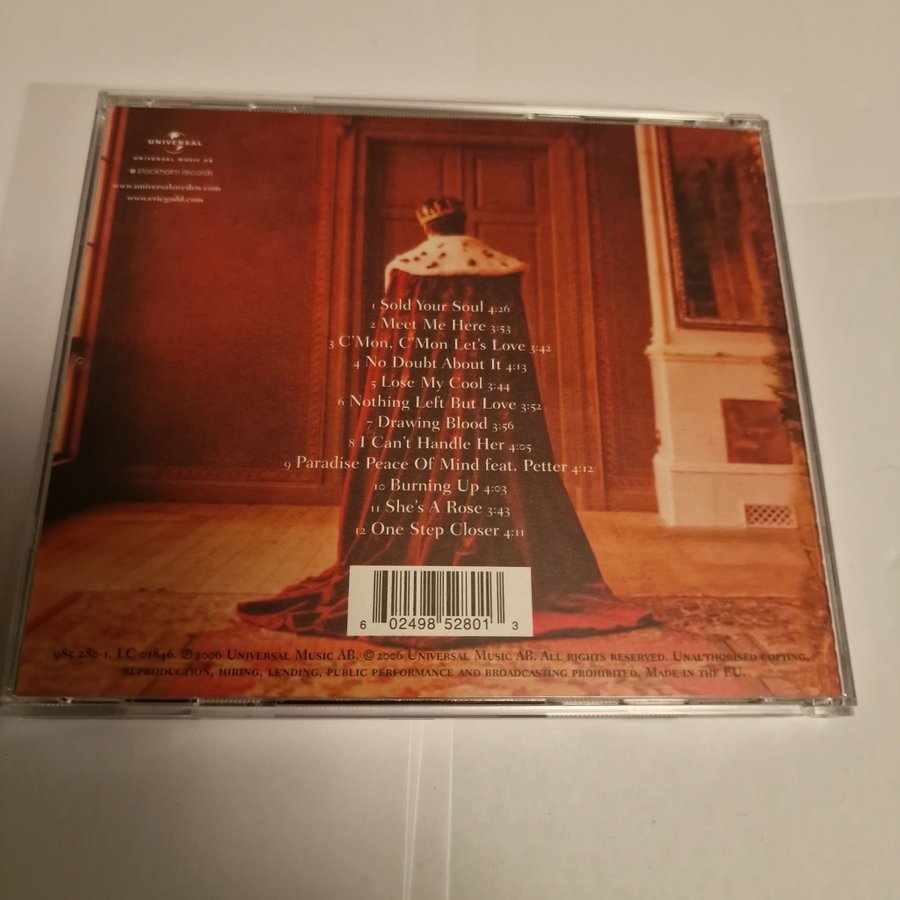 UNIVERSAL
UNIVERSAL MUSIC AB
stockholm records
www.universalsweden.com
www.ericgadd.com
1 Sold Your Soul 4:26
2 Meet Me Here 3:53
3 C'Mon, C'Mon Let's Love 3:42
4 No Doubt About It 4:13
5 Lose My Cool 3:44
6 Nothing Left But Love 3:52
7 Drawing Blood 3:56
8 I Can't Handle Her 4:05
9 Paradise Peace Of Mind feat. Petter 4:12
10 Burning Up 4:03
11 She's A Rose 3:43
12 One Step Closer 4:11
6 02498 52801 3
985 280-1. LC 01846. ℗ 2006 Universal Music AB. © 2006 Universal Music AB. All rights reserved. Unauthorised copying,
reproduction, hiring, lending, public performance and broadcasting prohibited. Made in the EU.